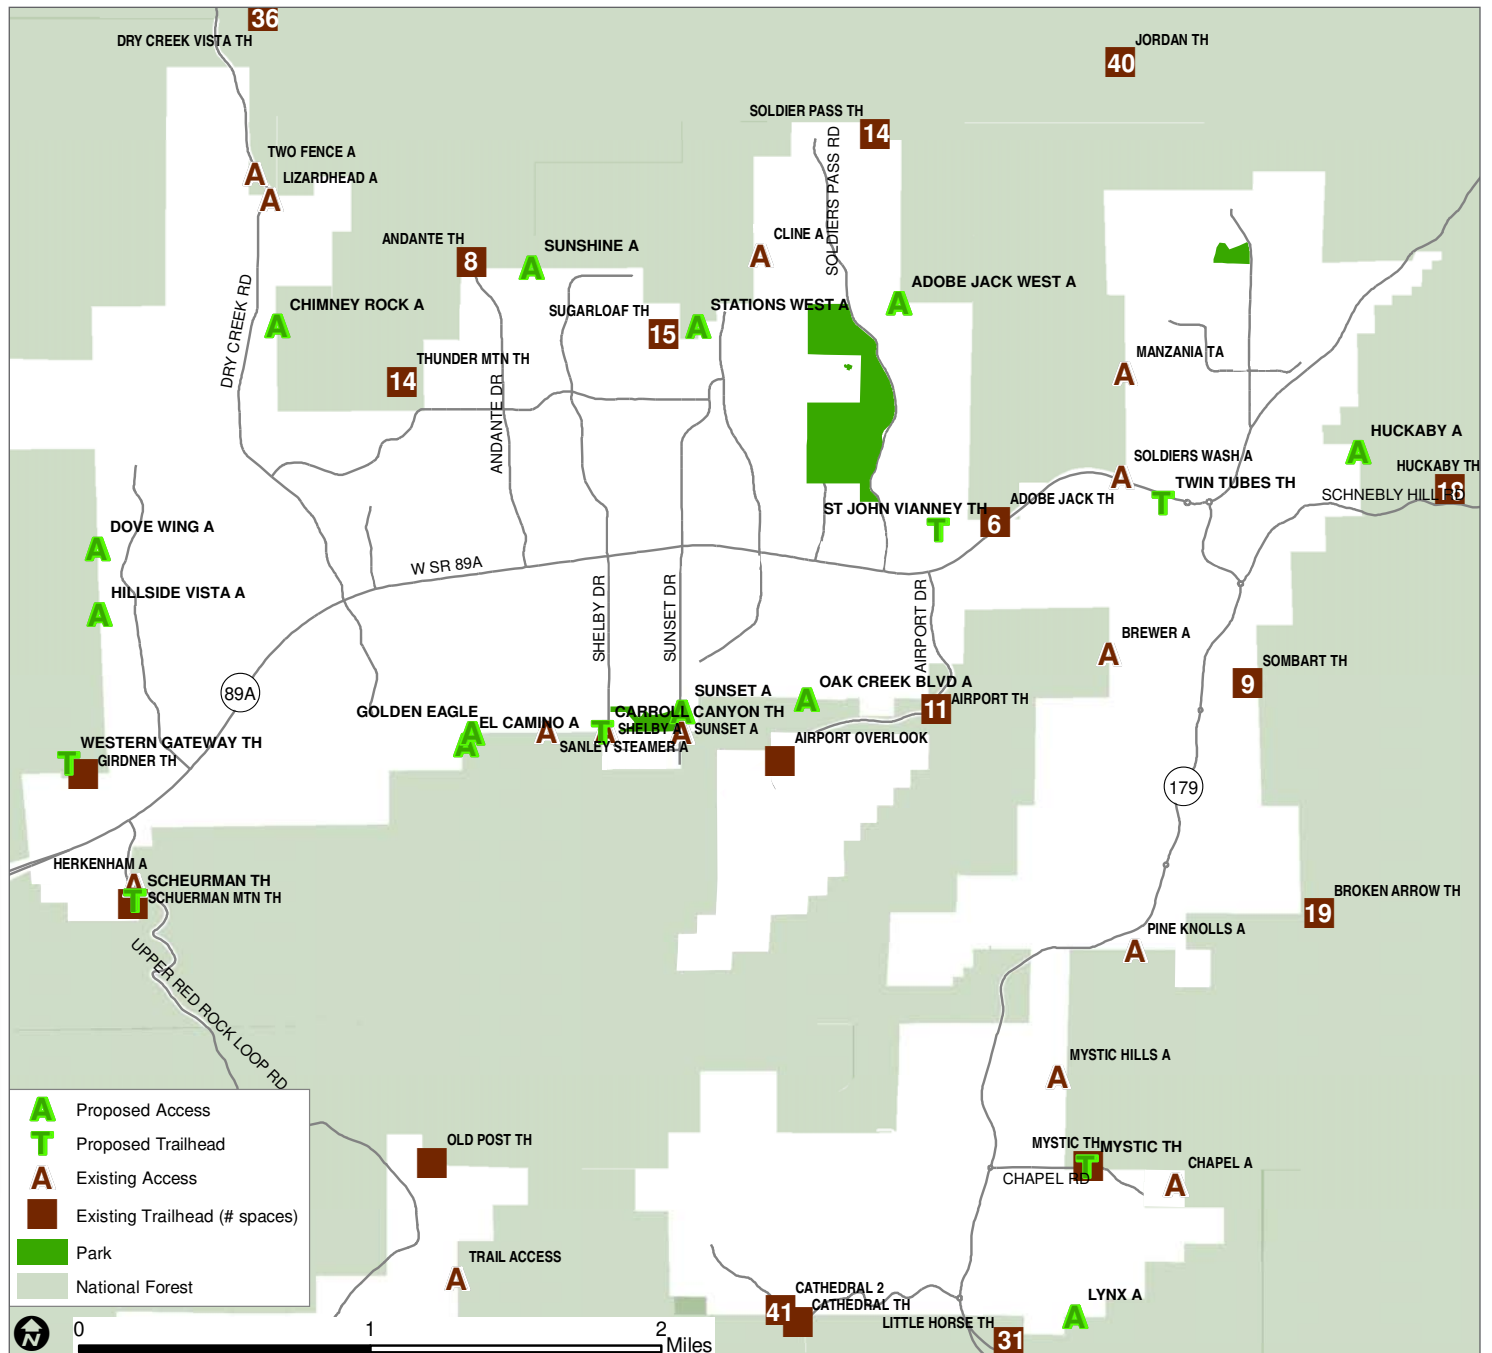 36
DRY CREEK VISTA TH
JORDAN TH
40
SOLDIER PASS TH
14
SOLDIERS PASS RD
TWO FENCE A
A
LIZARDHEAD A
A
ANDANTE TH
8
SUNSHINE A
A
CLINE A
A
ADOBE JACK WEST A
A
DRY CREEK RD
CHIMNEY ROCK A
A
SUGARLOAF TH
15
STATIONS WEST A
A
THUNDER MTN TH
14
ANDANTE DR
MANZANIA TA
A
HUCKABY A
A
HUCKABY TH
SCHNEBLY HILL
SOLDIERS WASH A
A
TWIN TUBES TH
T
ADOBE JACK TH
6
ST JOHN VIANNEY TH
T
DOVE WING A
A
HILLSIDE VISTA A
A
W SR 89A
SHELBY DR
SUNSET DR
AIRPORT DR
BREWER A
A
SOMBART TH
9
89A
OAK CREEK BLVD A
A
AIRPORT TH
11
SUNSET A
A
GOLDEN EAGLE
A
A
EL CAMINO A
A
CARROLL CANYON TH
T
SHELBY A
A
SUNSET A
A
SANLEY STEAMER A
AIRPORT OVERLOOK
WESTERN GATEWAY TH
T
GIRDNER TH
179
HERKENHAM A
A
SCHEURMAN TH
T
SCHUERMAN MTN TH
BROKEN ARROW TH
19
PINE KNOLLS A
A
UPPER RED ROCK LOOP RD
MYSTIC HILLS A
A
MYSTIC TH
MYSTIC TH
T
CHAPEL RD
CHAPEL A
A
OLD POST TH
TRAIL ACCESS
A
CATHEDRAL 2
41
CATHEDRAL TH
LITTLE HORSE TH
31
LYNX A
A
A Proposed Access
T Proposed Trailhead
A Existing Access
Existing Trailhead (# spaces)
Park
National Forest
N
0 1 2
Miles